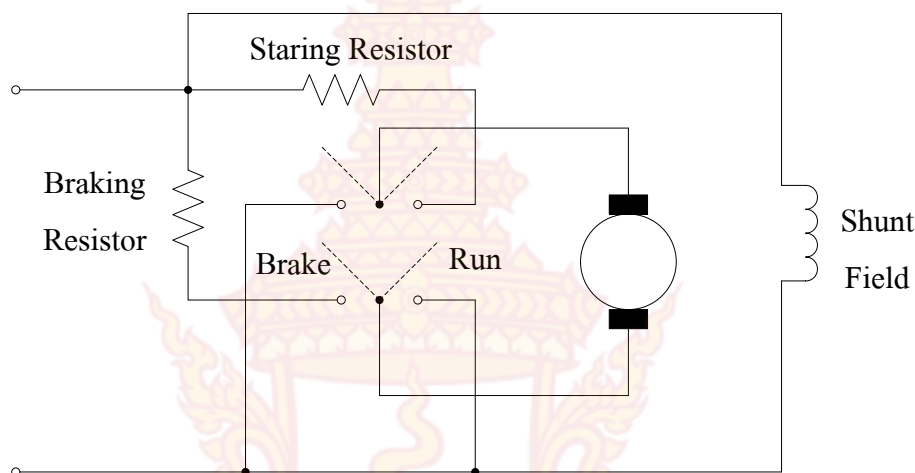 Staring Resistor
Braking
Resistor
Brake
Run
Shunt
Field